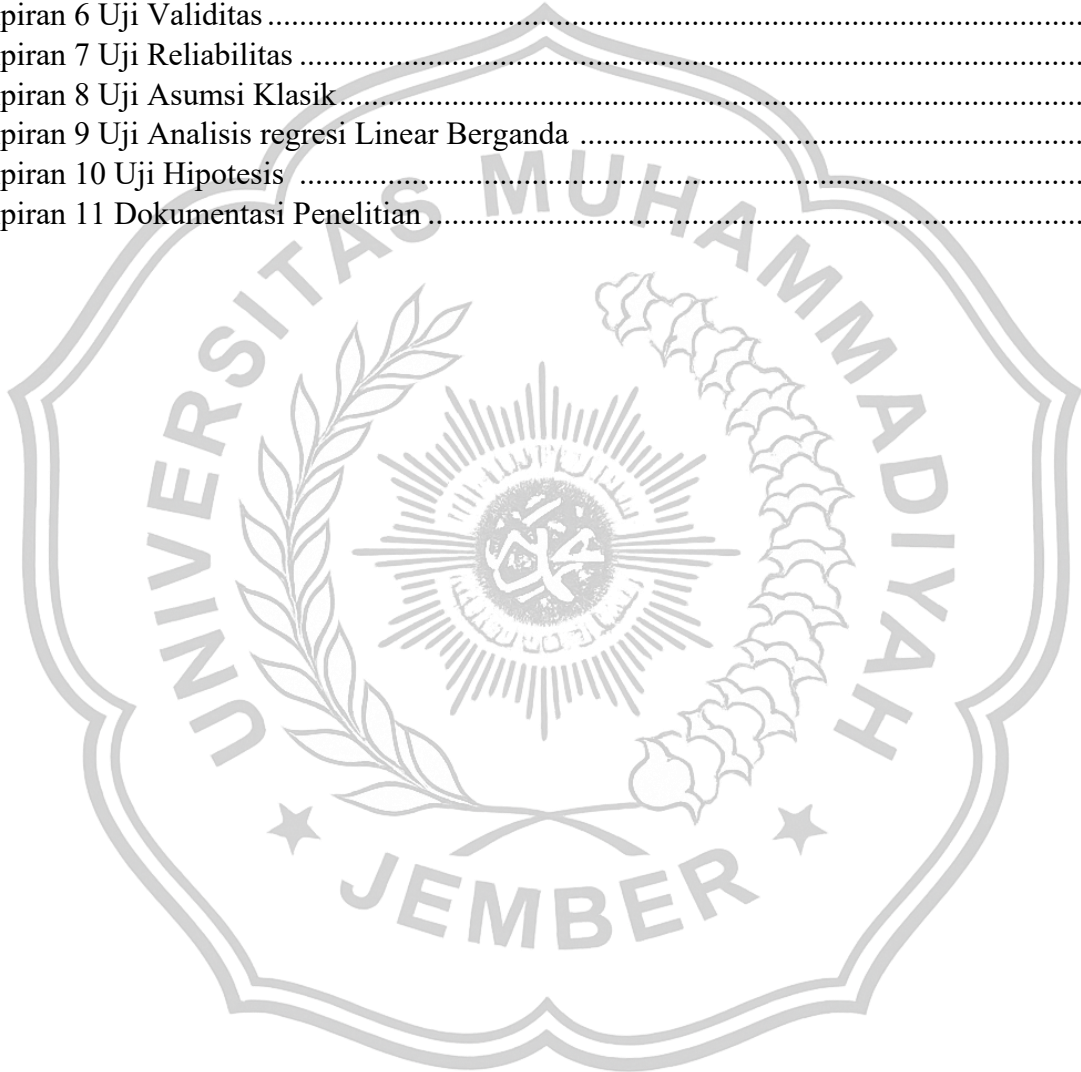 piran 6 Uji Validitas ........................................................................................................
piran 7 Uji Reliabilitas ....................................................................................................
piran 8 Uji Asumsi Klasik ...............................................................................................
piran 9 Uji Analisis regresi Linear Berganda ................................................................
piran 10 Uji Hipotesis ....................................................................................................
piran 11 Dokumentasi Penelitian ...................................................................................
UNIVERSITAS MUHAMMADIYAH
JEMBER